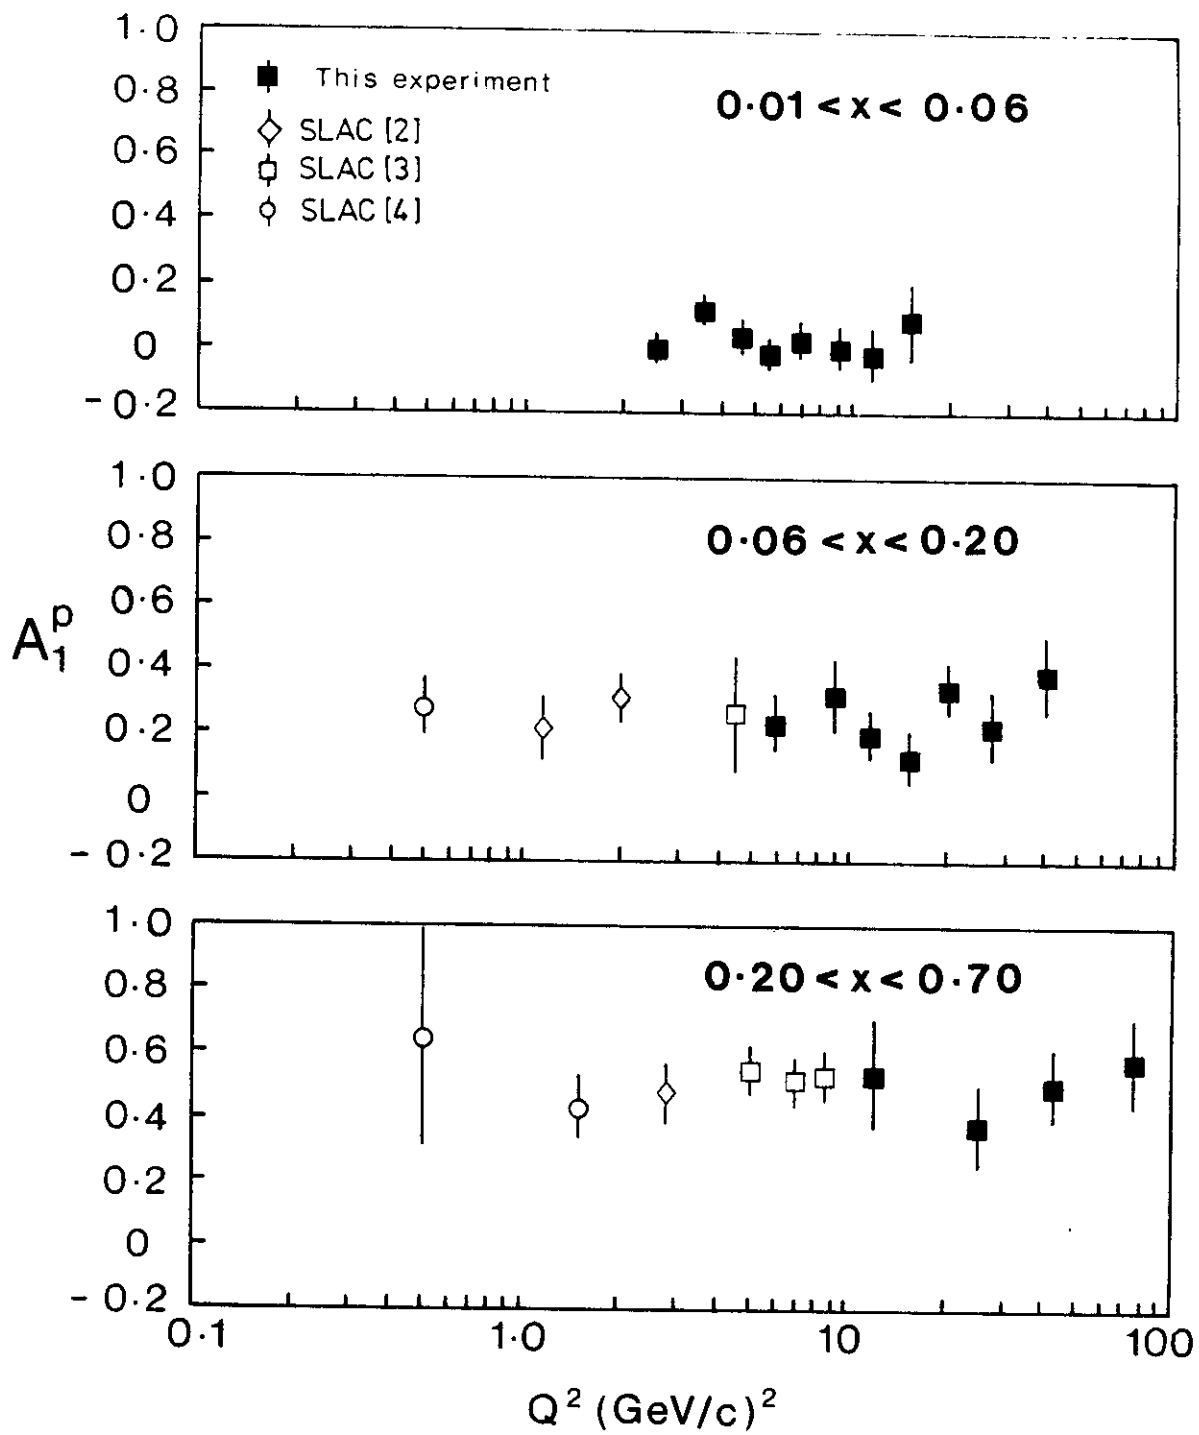 1·0
0·8
0·6
0·4
0·2
0
-0·2
This experiment
SLAC [2]
SLAC [3]
SLAC [4]
0·01 < x < 0·06
1·0
0·8
0·6
0·4
0·2
0
-0·2
0·06 < x < 0·20
A₁ᵖ
1·0
0·8
0·6
0·4
0·2
0
-0·2
0·20 < x < 0·70
0·1 1·0 10 100
Q² (GeV/c)²